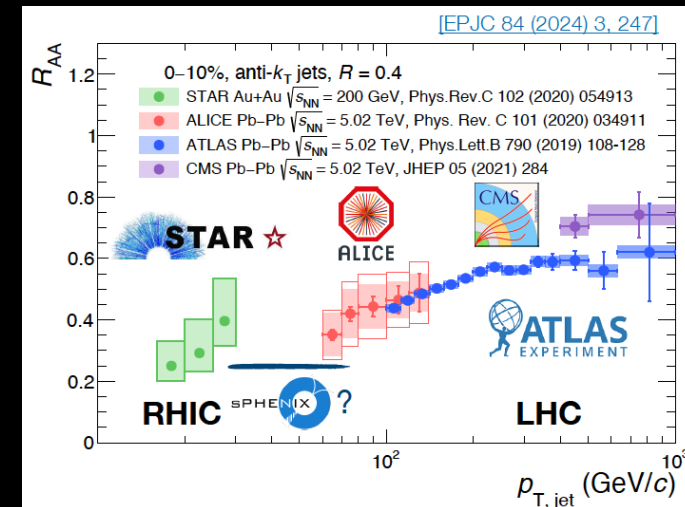 [EPJC 84 (2024) 3, 247]
R_AA
0–10%, anti-k_T jets, R = 0.4
STAR Au+Au √s_NN = 200 GeV, Phys.Rev.C 102 (2020) 054913
ALICE Pb–Pb √s_NN = 5.02 TeV, Phys. Rev. C 101 (2020) 034911
ATLAS Pb–Pb √s_NN = 5.02 TeV, Phys.Lett.B 790 (2019) 108-128
CMS Pb–Pb √s_NN = 5.02 TeV, JHEP 05 (2021) 284
1.2
1
0.8
0.6
0.4
0.2
0
STAR
ALICE
CMS
ATLAS
EXPERIMENT
RHIC
sPHENIX
?
LHC
10²
10³
p_T, jet (GeV/c)